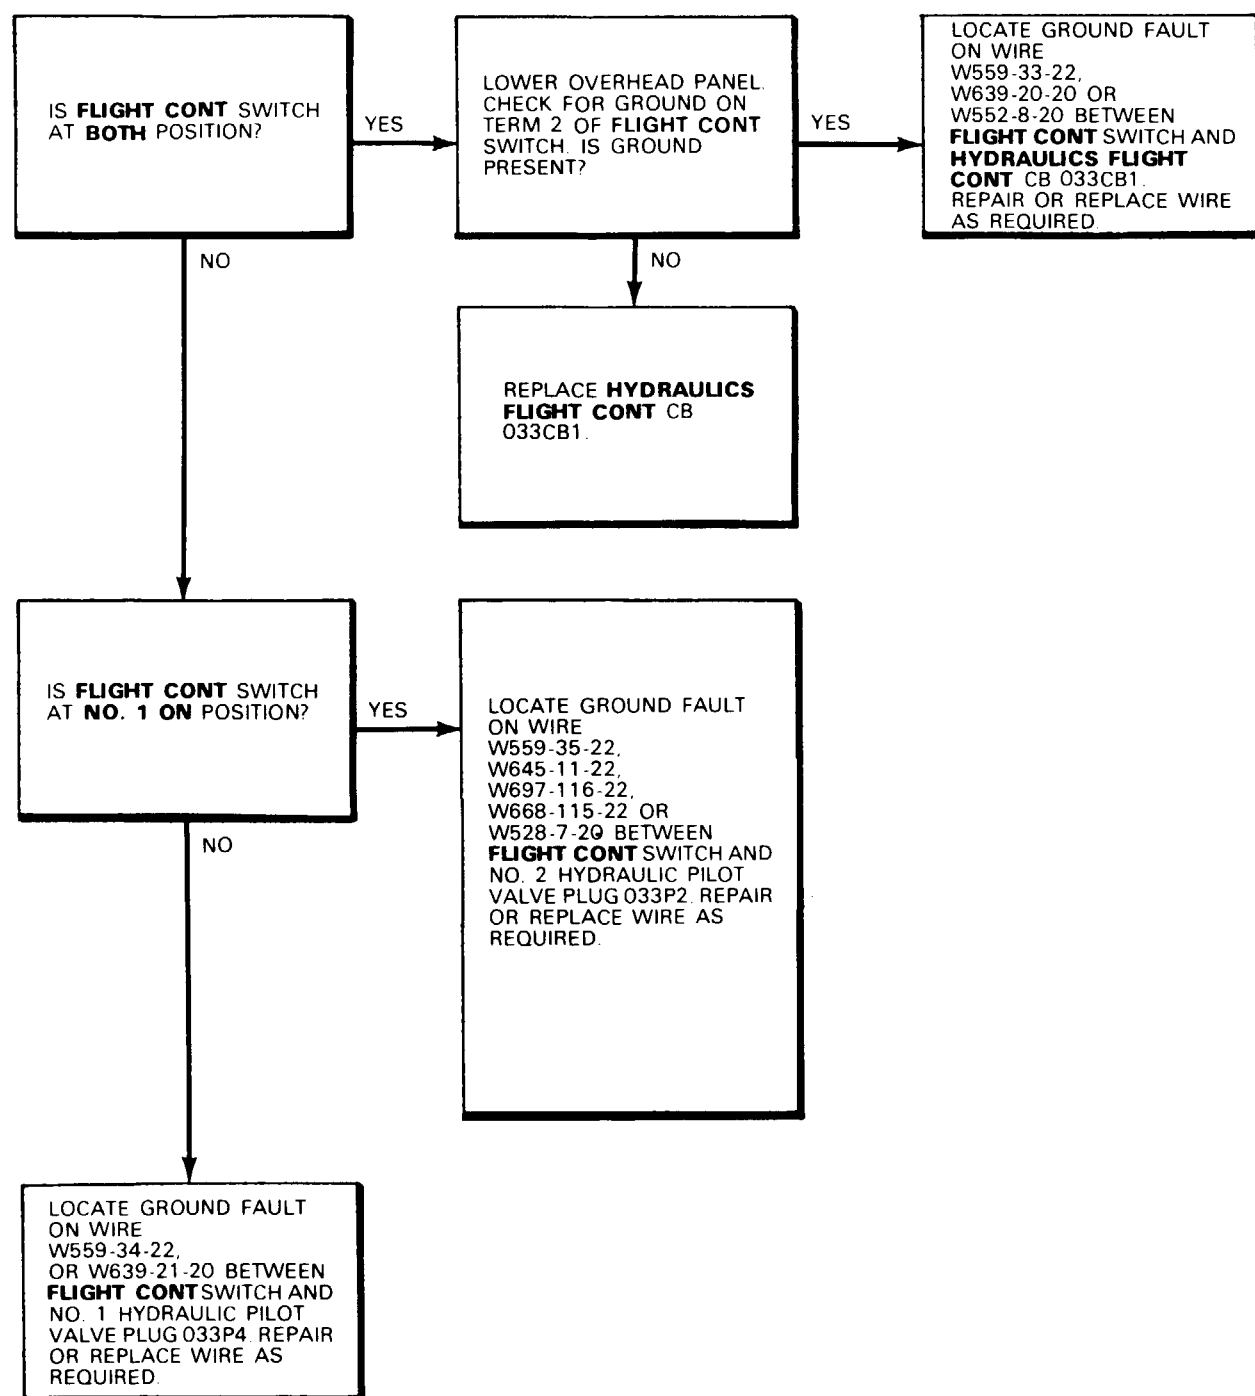 IS FLIGHT CONT SWITCH
AT BOTH POSITION?
YES
LOWER OVERHEAD PANEL.
CHECK FOR GROUND ON
TERM 2 OF FLIGHT CONT
SWITCH. IS GROUND
PRESENT?
YES
LOCATE GROUND FAULT
ON WIRE
W559-33-22,
W639-20-20 OR
W552-8-20 BETWEEN
FLIGHT CONT SWITCH AND
HYDRAULICS FLIGHT
CONT CB 033CB1.
REPAIR OR REPLACE WIRE
AS REQUIRED.
NO
NO
REPLACE HYDRAULICS
FLIGHT CONT CB
033CB1.
IS FLIGHT CONT SWITCH
AT NO. 1 ON POSITION?
YES
LOCATE GROUND FAULT
ON WIRE
W559-35-22,
W645-11-22,
W697-116-22,
W668-115-22 OR
W528-7-20 BETWEEN
FLIGHT CONT SWITCH AND
NO. 2 HYDRAULIC PILOT
VALVE PLUG 033P2. REPAIR
OR REPLACE WIRE AS
REQUIRED.
NO
LOCATE GROUND FAULT
ON WIRE
W559-34-22,
OR W639-21-20 BETWEEN
FLIGHT CONT SWITCH AND
NO. 1 HYDRAULIC PILOT
VALVE PLUG 033P4. REPAIR
OR REPLACE WIRE AS
REQUIRED.